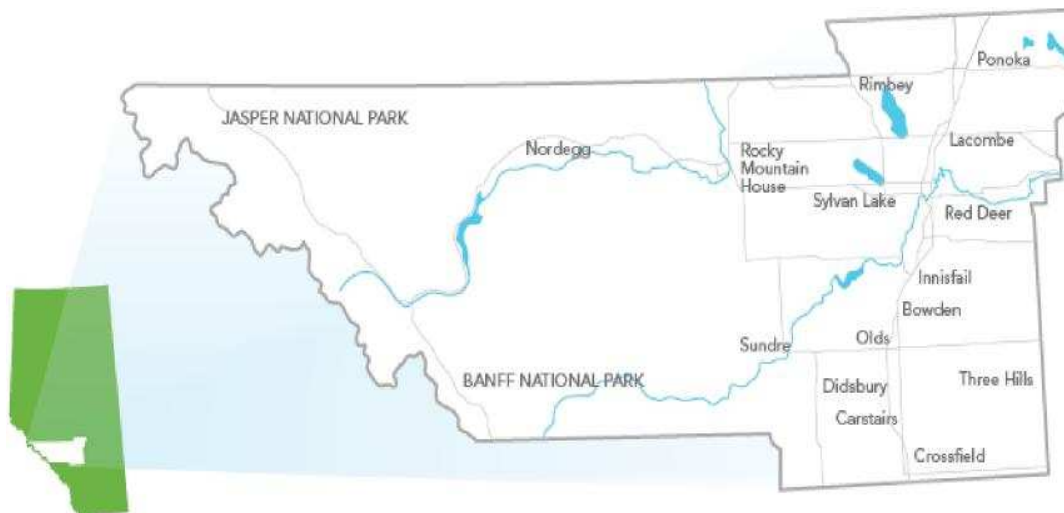 Ponoka
Rimbey
JASPER NATIONAL PARK
Nordegg
Lacombe
Rocky
Mountain
House
Sylvan Lake
Red Deer
Innisfail
Bowden
Sundre
Olds
BANFF NATIONAL PARK
Didsbury
Three Hills
Carstairs
Crossfield